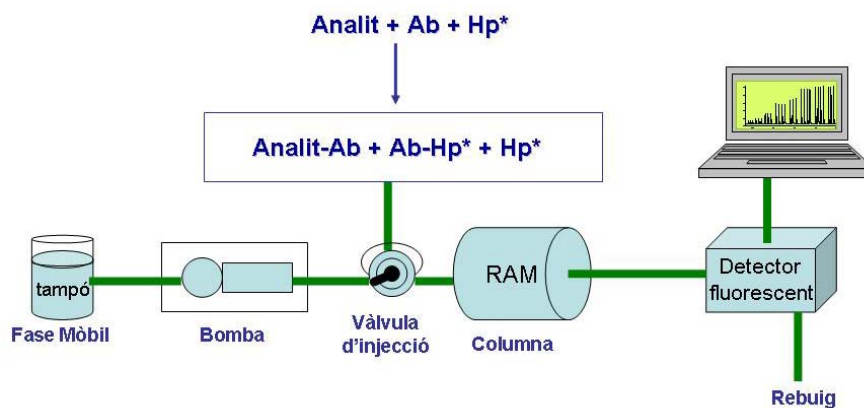 Analit + Ab + Hp*
Analit-Ab + Ab-Hp* + Hp*
tampó
Fase Mòbil
Bomba
Vàlvula
d'injecció
RAM
Columna
Detector
fluorescent
Rebuig